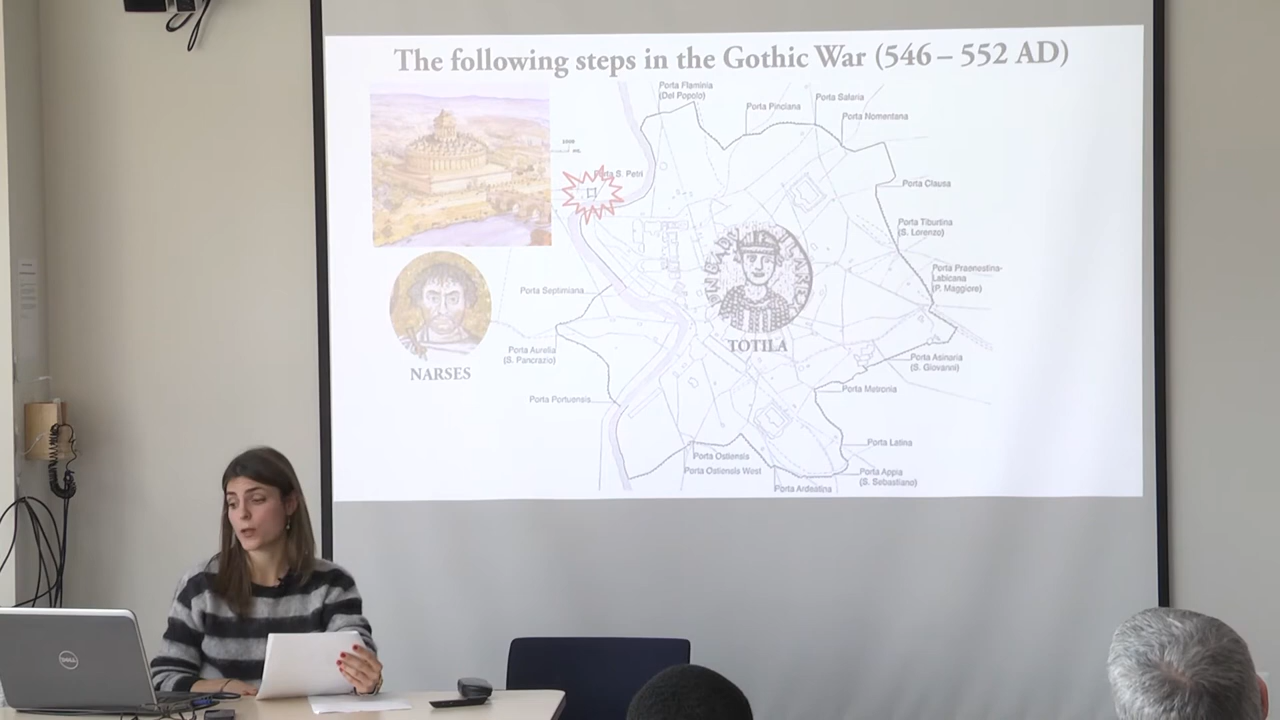 The following steps in the Gothic War (546 – 552 AD)
Porta Flaminia
(Del Popolo)
Porta Pinciana
Porta Salaria
Porta Nomentana
Porta S. Petri
Porta Clausa
Porta Tiburtina
(S. Lorenzo)
Porta Praenestina-
Labicana
(P. Maggiore)
Porta Septimiana
TOTILA
Porta Aurelia
(S. Pancrazio)
Porta Asinaria
(S. Giovanni)
NARSES
Porta Metronia
Porta Portuensis
Porta Latina
Porta Ostiensis
Porta Ostiensis West
Porta Appia
(S. Sebastiano)
Porta Ardeatina
DELL